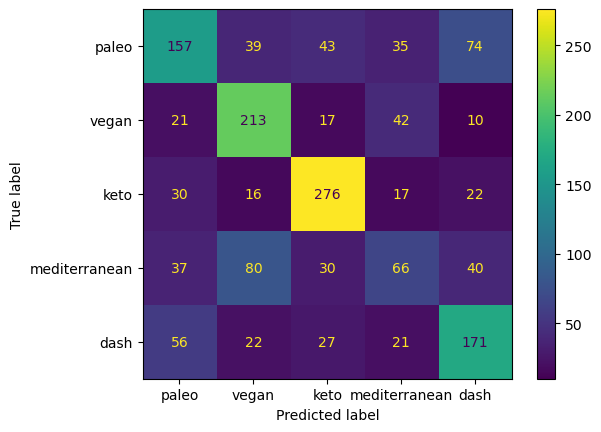 paleo 157 39 43 35 74
vegan 21 213 17 42 10
keto 30 16 276 17 22
mediterranean 37 80 30 66 40
dash 56 22 27 21 171
paleo vegan keto mediterranean dash
Predicted label
True label
250
200
150
100
50